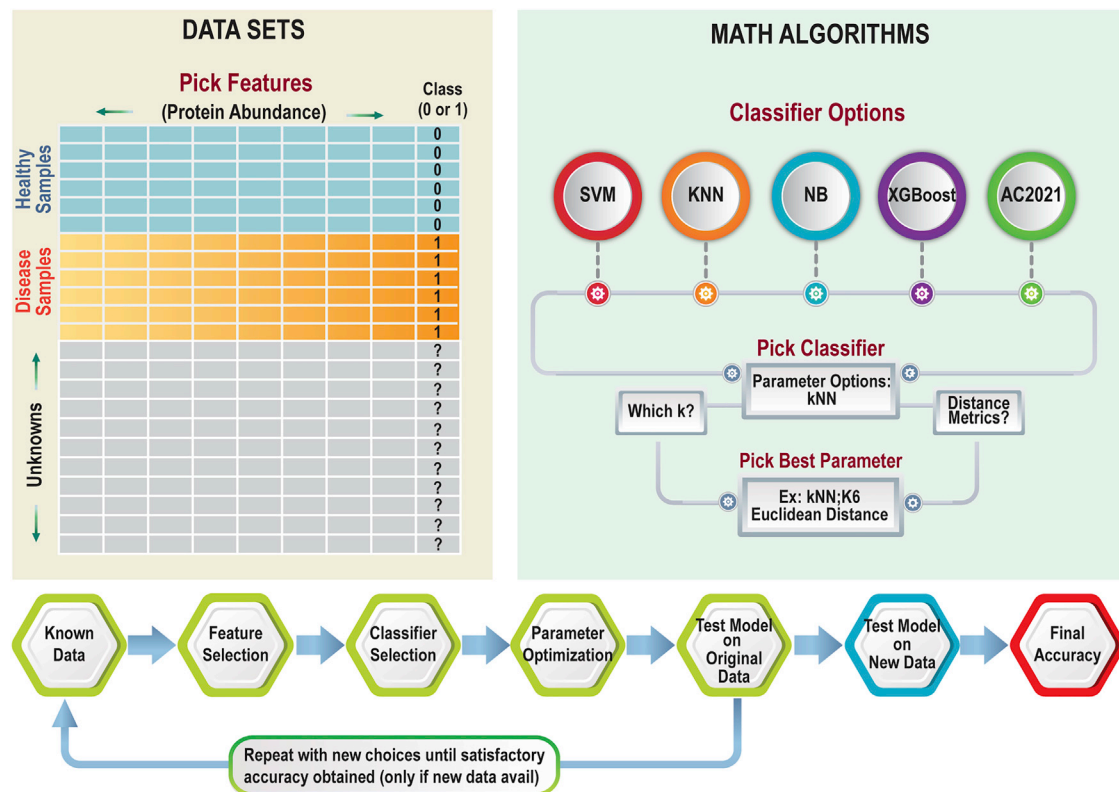 DATA SETS
Pick Features
(Protein Abundance)
Class
(0 or 1)
Healthy
Samples
0
0
0
0
0
0
Disease
Samples
1
1
1
1
1
1
Unknowns
?
?
?
?
?
?
?
?
?
?
?
MATH ALGORITHMS
Classifier Options
SVM
KNN
NB
XGBoost
AC2021
Pick Classifier
Parameter Options:
kNN
Which k?
Distance
Metrics?
Pick Best Parameter
Ex: kNN;K6
Euclidean Distance
Known
Data
Feature
Selection
Classifier
Selection
Parameter
Optimization
Test Model
on
Original
Data
Test Model
on
New Data
Final
Accuracy
Repeat with new choices until satisfactory
accuracy obtained (only if new data avail)